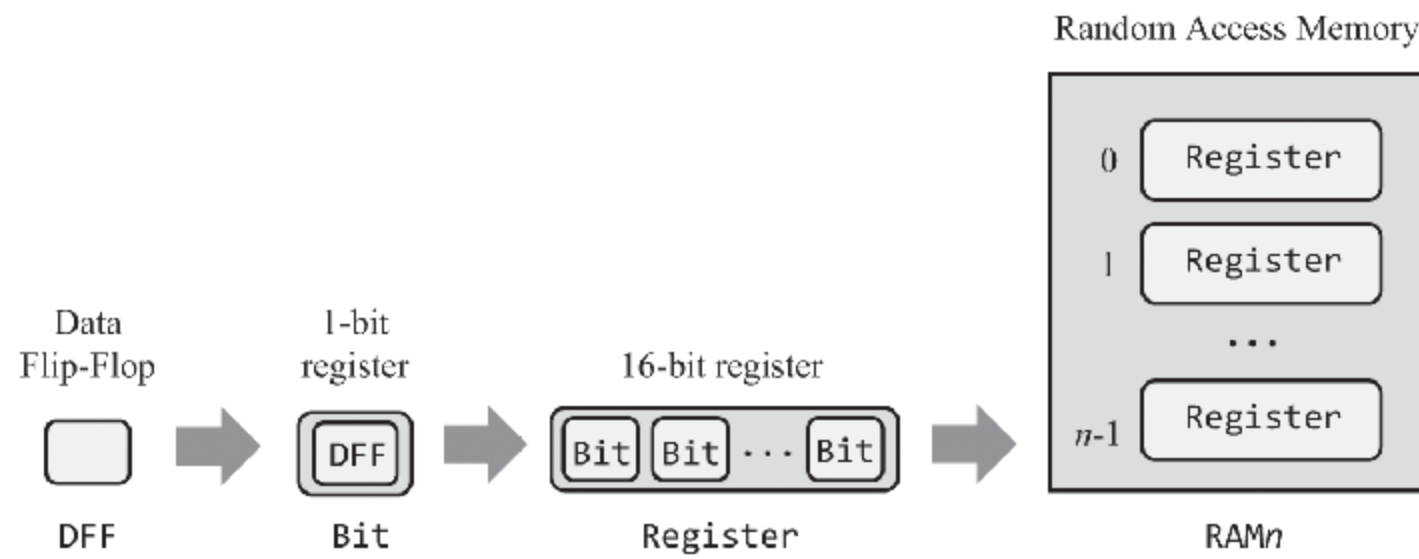 Random Access Memory
0 Register
1 Register
...
n-1 Register
RAMn
Data
Flip-Flop
DFF
1-bit
register
DFF
Bit
16-bit register
Bit Bit ... Bit
Register